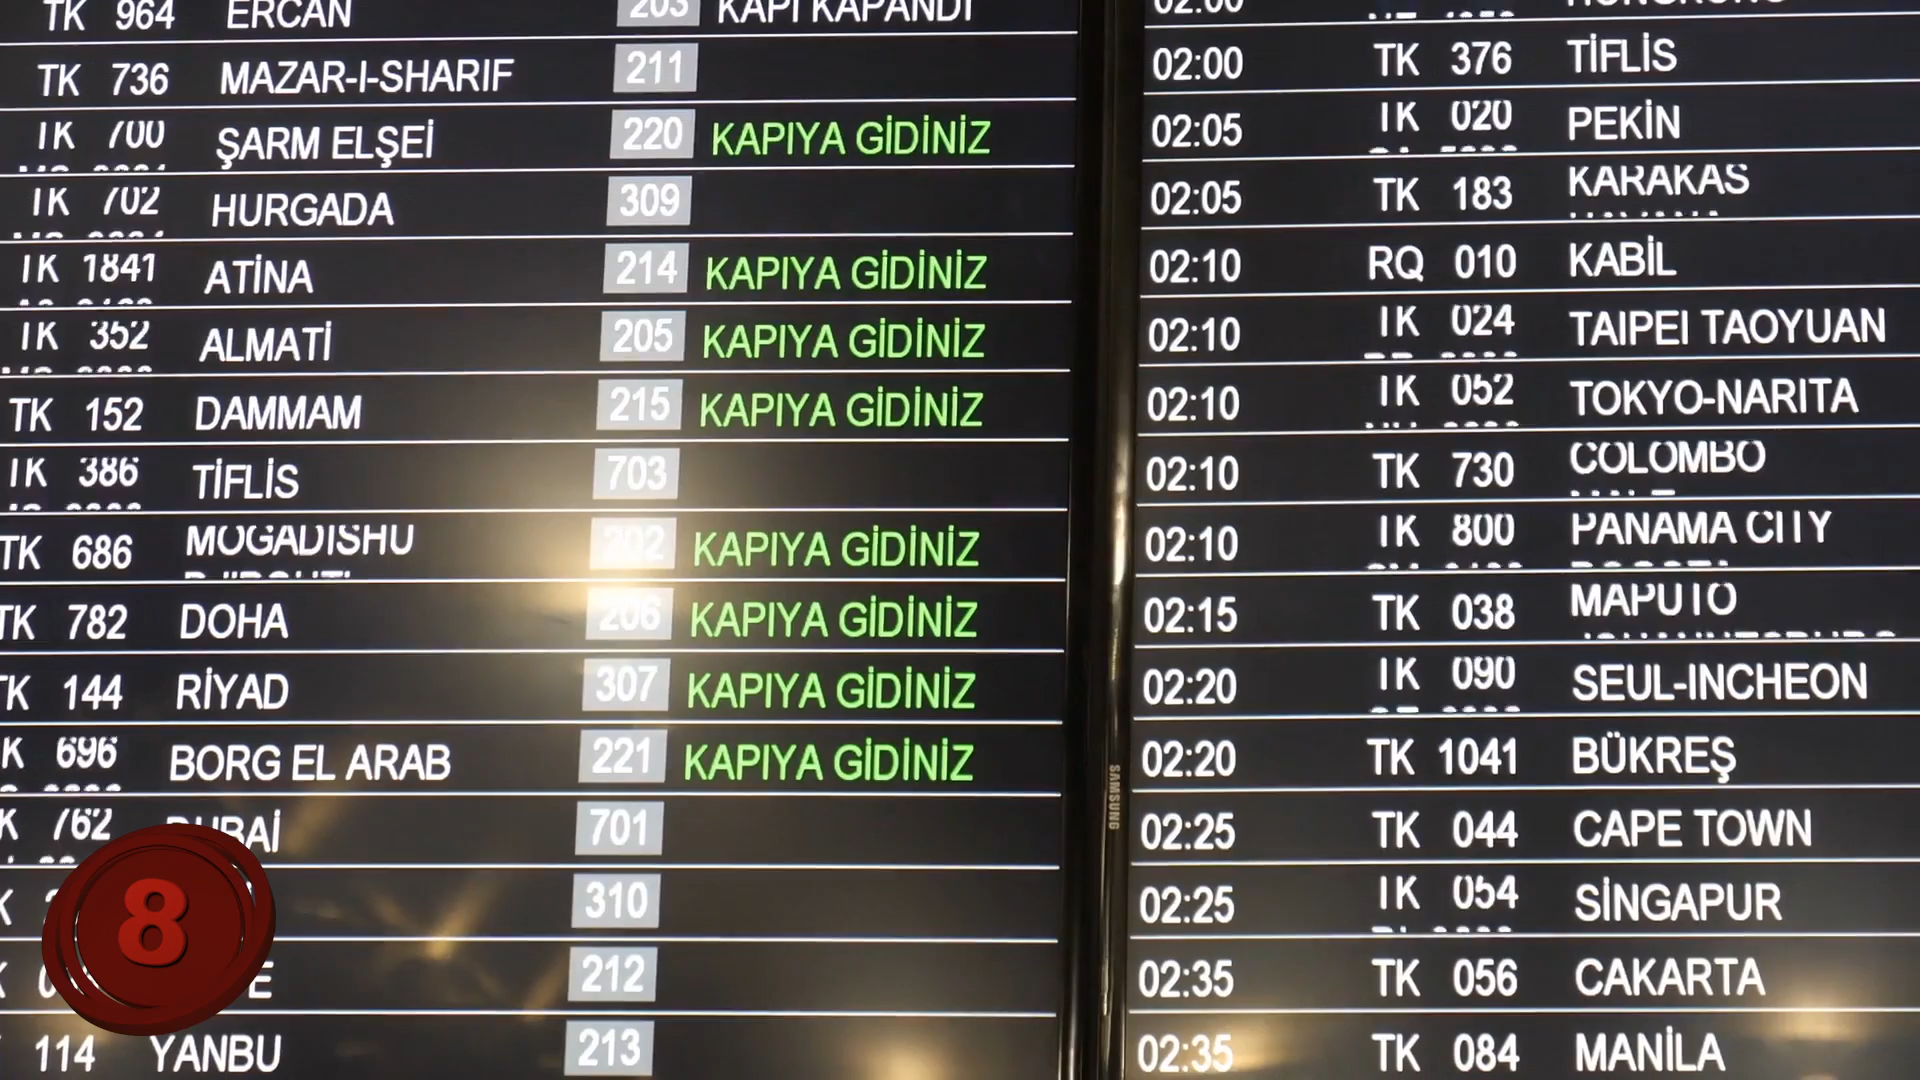 TK 964 ERCAN 203 KAPI KAPANDI
TK 736 MAZAR-I-SHARIF 211
TK 700 ŞARM ELŞEİ 220 KAPIYA GİDİNİZ
TK 702 HURGADA 309
TK 1841 ATİNA 214 KAPIYA GİDİNİZ
TK 352 ALMATİ 205 KAPIYA GİDİNİZ
TK 152 DAMMAM 215 KAPIYA GİDİNİZ
TK 386 TİFLİS 703
TK 686 MOGADISHU 202 KAPIYA GİDİNİZ
TK 782 DOHA 206 KAPIYA GİDİNİZ
TK 144 RİYAD 307 KAPIYA GİDİNİZ
K 696 BORG EL ARAB 221 KAPIYA GİDİNİZ
K 762 DUBAİ 701
310
212
114 YANBU 213
8
02:00 HONGKONG
02:00 TK 376 TİFLİS
02:05 TK 020 PEKİN
02:05 TK 183 KARAKAS
02:10 RQ 010 KABİL
02:10 TK 024 TAIPEI TAOYUAN
02:10 TK 052 TOKYO-NARITA
02:10 TK 730 COLOMBO
02:10 TK 800 PANAMA CITY
02:15 TK 038 MAPUTO
02:20 TK 090 SEUL-INCHEON
02:20 TK 1041 BÜKREŞ
02:25 TK 044 CAPE TOWN
02:25 TK 054 SİNGAPUR
02:35 TK 056 CAKARTA
02:35 TK 084 MANİLA
SAMSUNG